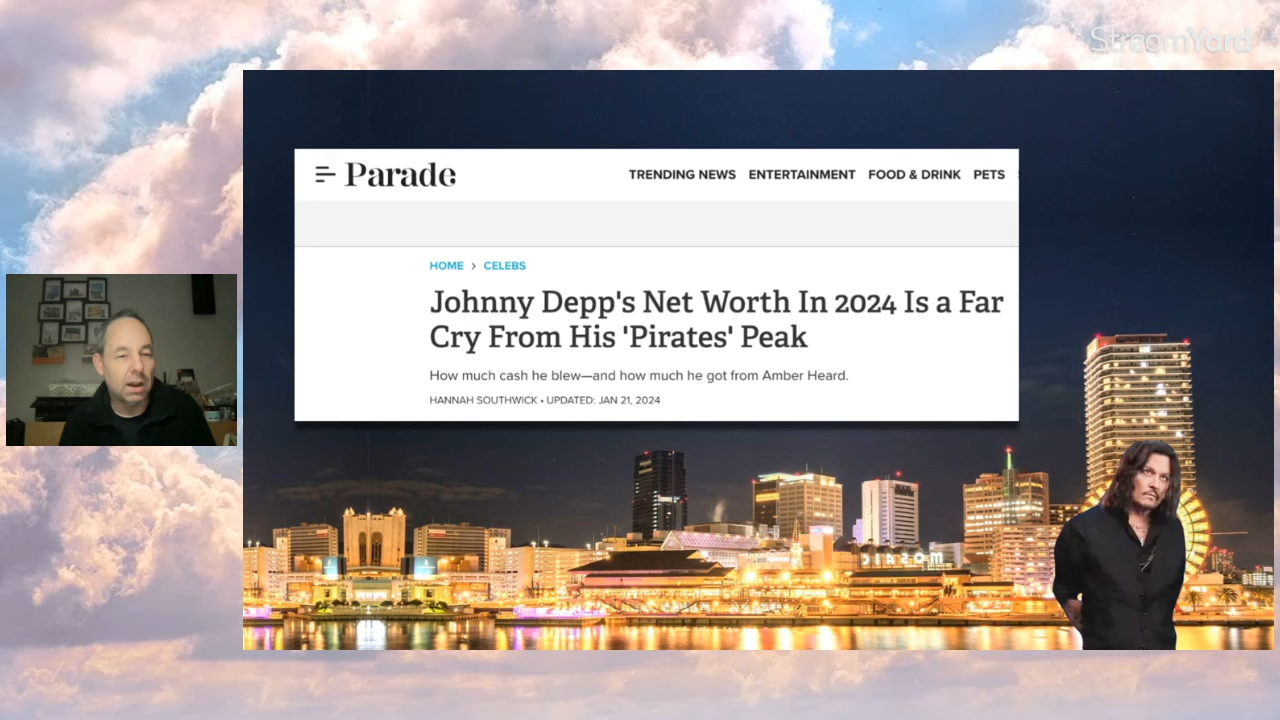 StreamYard
Parade
TRENDING NEWS ENTERTAINMENT FOOD & DRINK PETS
HOME > CELEBS
Johnny Depp's Net Worth In 2024 Is a Far
Cry From His 'Pirates' Peak
How much cash he blew—and how much he got from Amber Heard.
HANNAH SOUTHWICK • UPDATED: JAN 21, 2024
MOSAIC